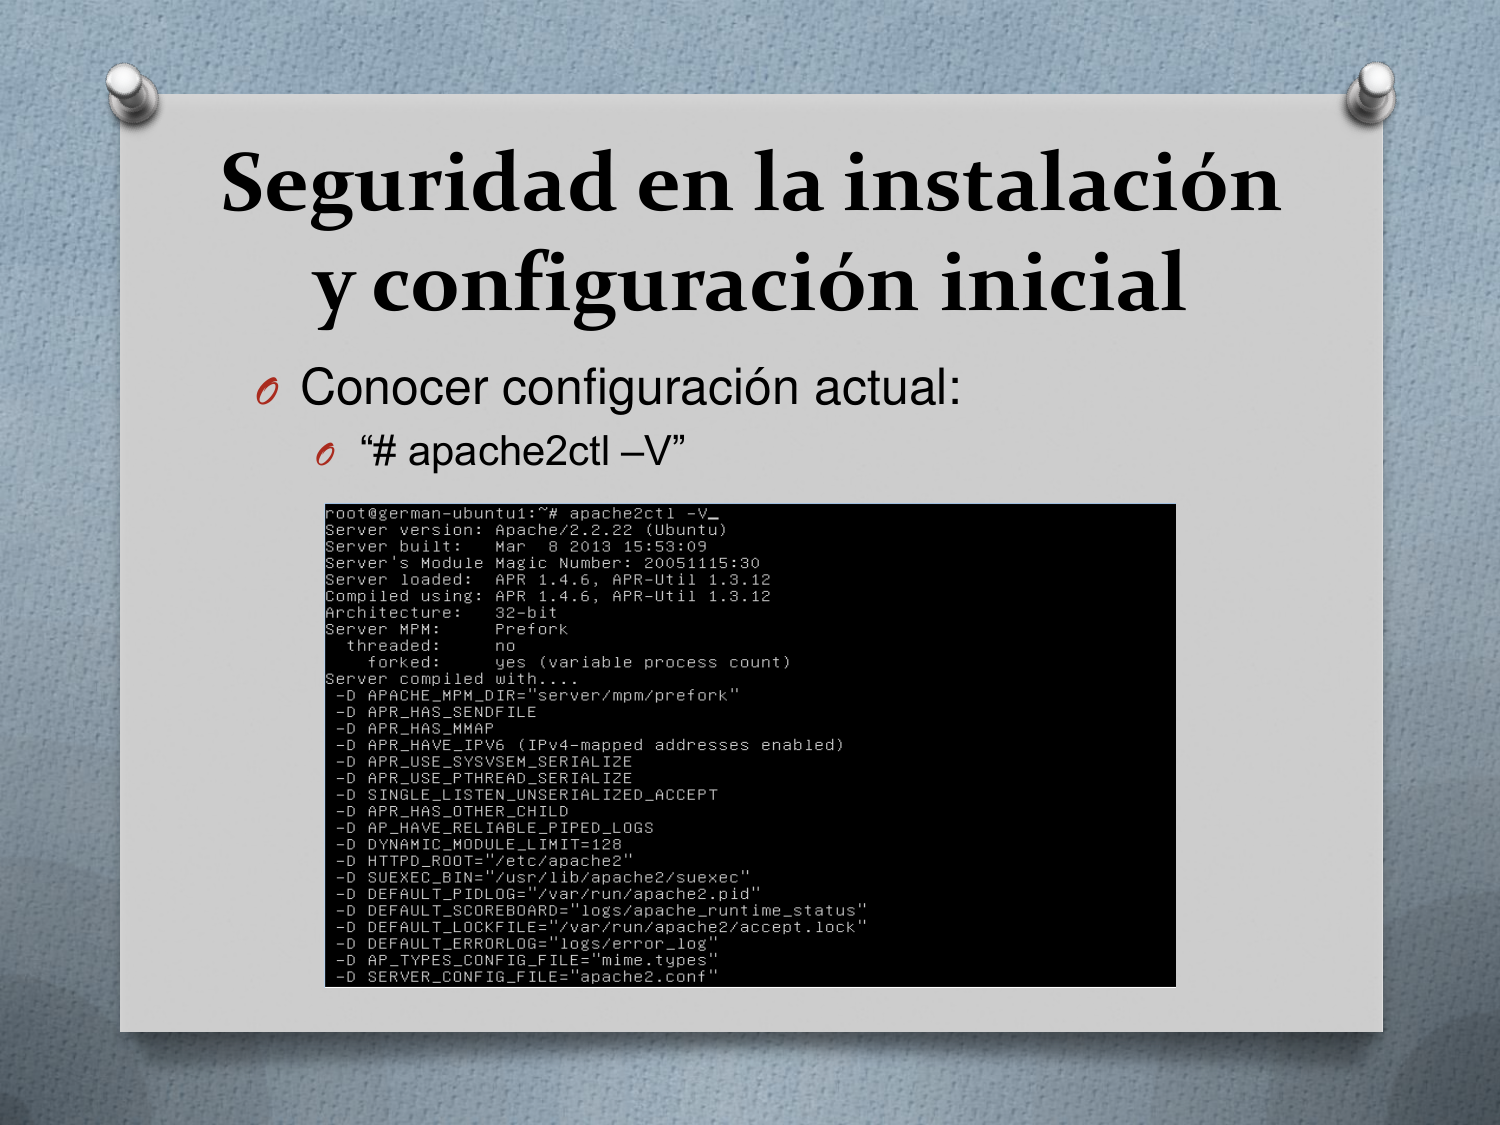 Seguridad en la instalación
y configuración inicial
Conocer configuración actual:
“# apache2ctl –V”
root@german-ubuntu1:~# apache2ctl -V_
Server version: Apache/2.2.22 (Ubuntu)
Server built:   Mar  8 2013 15:53:09
Server's Module Magic Number: 20051115:30
Server loaded:  APR 1.4.6, APR-Util 1.3.12
Compiled using: APR 1.4.6, APR-Util 1.3.12
Architecture:   32-bit
Server MPM:     Prefork
  threaded:     no
    forked:     yes (variable process count)
Server compiled with....
 -D APACHE_MPM_DIR="server/mpm/prefork"
 -D APR_HAS_SENDFILE
 -D APR_HAS_MMAP
 -D APR_HAVE_IPV6 (IPv4-mapped addresses enabled)
 -D APR_USE_SYSVSEM_SERIALIZE
 -D APR_USE_PTHREAD_SERIALIZE
 -D SINGLE_LISTEN_UNSERIALIZED_ACCEPT
 -D APR_HAS_OTHER_CHILD
 -D AP_HAVE_RELIABLE_PIPED_LOGS
 -D DYNAMIC_MODULE_LIMIT=128
 -D HTTPD_ROOT="/etc/apache2"
 -D SUEXEC_BIN="/usr/lib/apache2/suexec"
 -D DEFAULT_PIDLOG="/var/run/apache2.pid"
 -D DEFAULT_SCOREBOARD="logs/apache_runtime_status"
 -D DEFAULT_LOCKFILE="/var/run/apache2/accept.lock"
 -D DEFAULT_ERRORLOG="logs/error_log"
 -D AP_TYPES_CONFIG_FILE="mime.types"
 -D SERVER_CONFIG_FILE="apache2.conf"